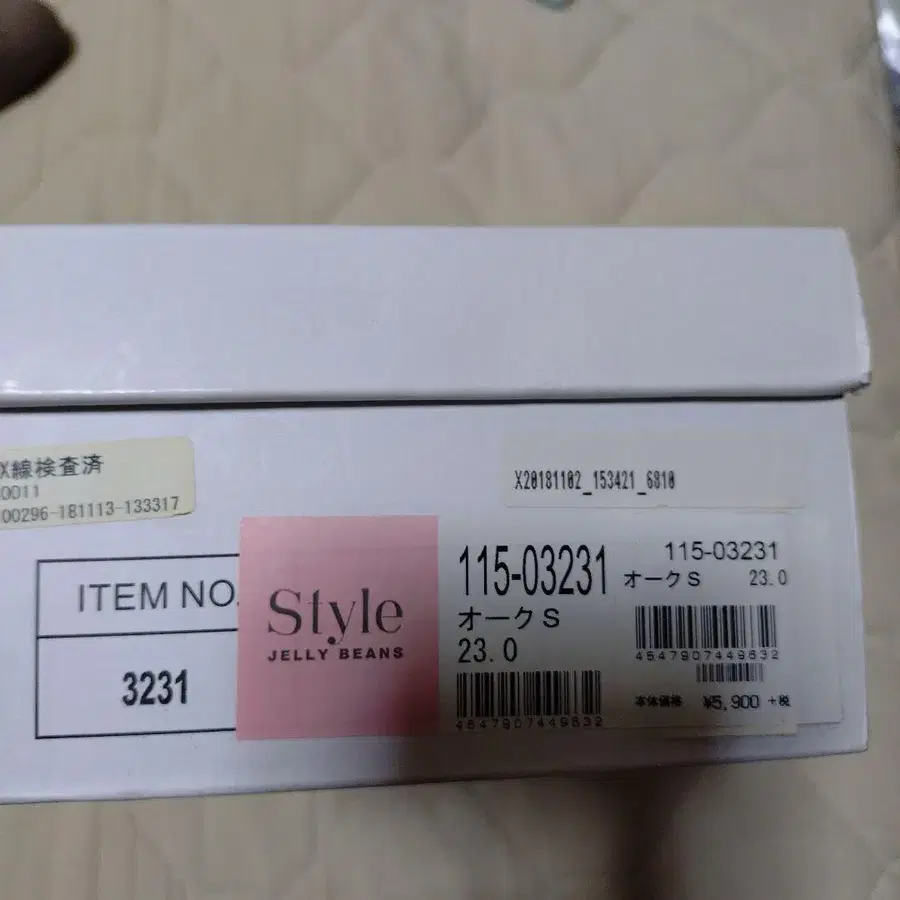 X線検査済
0011
00296-181113-133317
X20181102_153421_6810
ITEM NO.
3231
Style
JELLY BEANS
115-03231
オークS
23.0
4547907449632
115-03231
オークS 23.0
4547907449632
本体価格 ¥5,900 +税